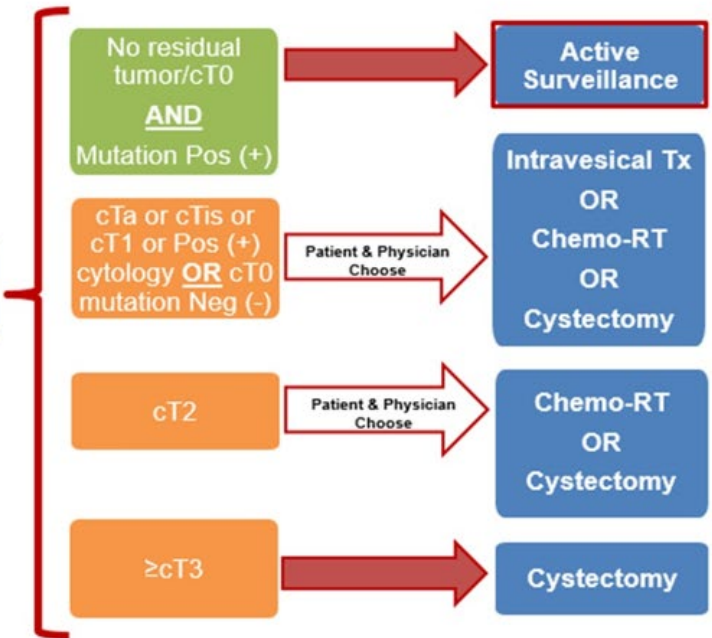 No residual
tumor/cT0
AND
Mutation Pos (+)
Active
Surveillance
cTa or cTis or
cT1 or Pos (+)
cytology OR cT0
mutation Neg (-)
Patient & Physician
Choose
Intravesical Tx
OR
Chemo-RT
OR
Cystectomy
cT2
Patient & Physician
Choose
Chemo-RT
OR
Cystectomy
≥cT3
Cystectomy